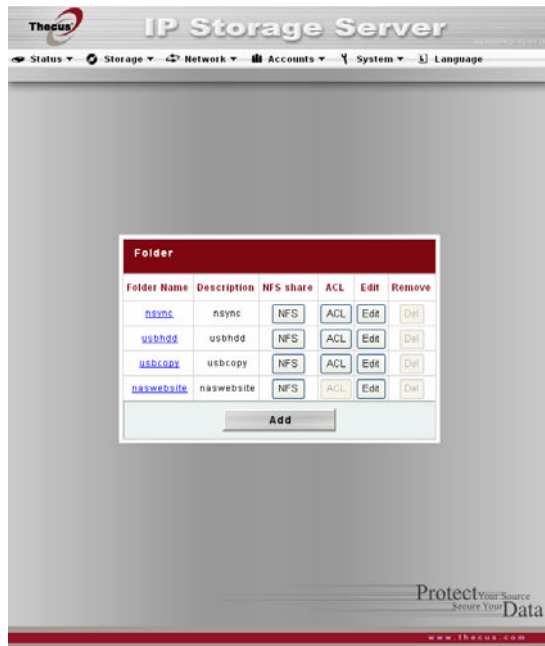 Thecus
IP Storage Server
Status Storage Network Accounts System Language
Folder
Folder Name Description NFS share ACL Edit Remove
nsync nsync NFS ACL Edit Del
usbhdd usbhdd NFS ACL Edit Del
usbcopy usbcopy NFS ACL Edit Del
naswebsite naswebsite NFS ACL Edit Del
Add
Protect Your Source
Secure Your Data
www.thecus.com